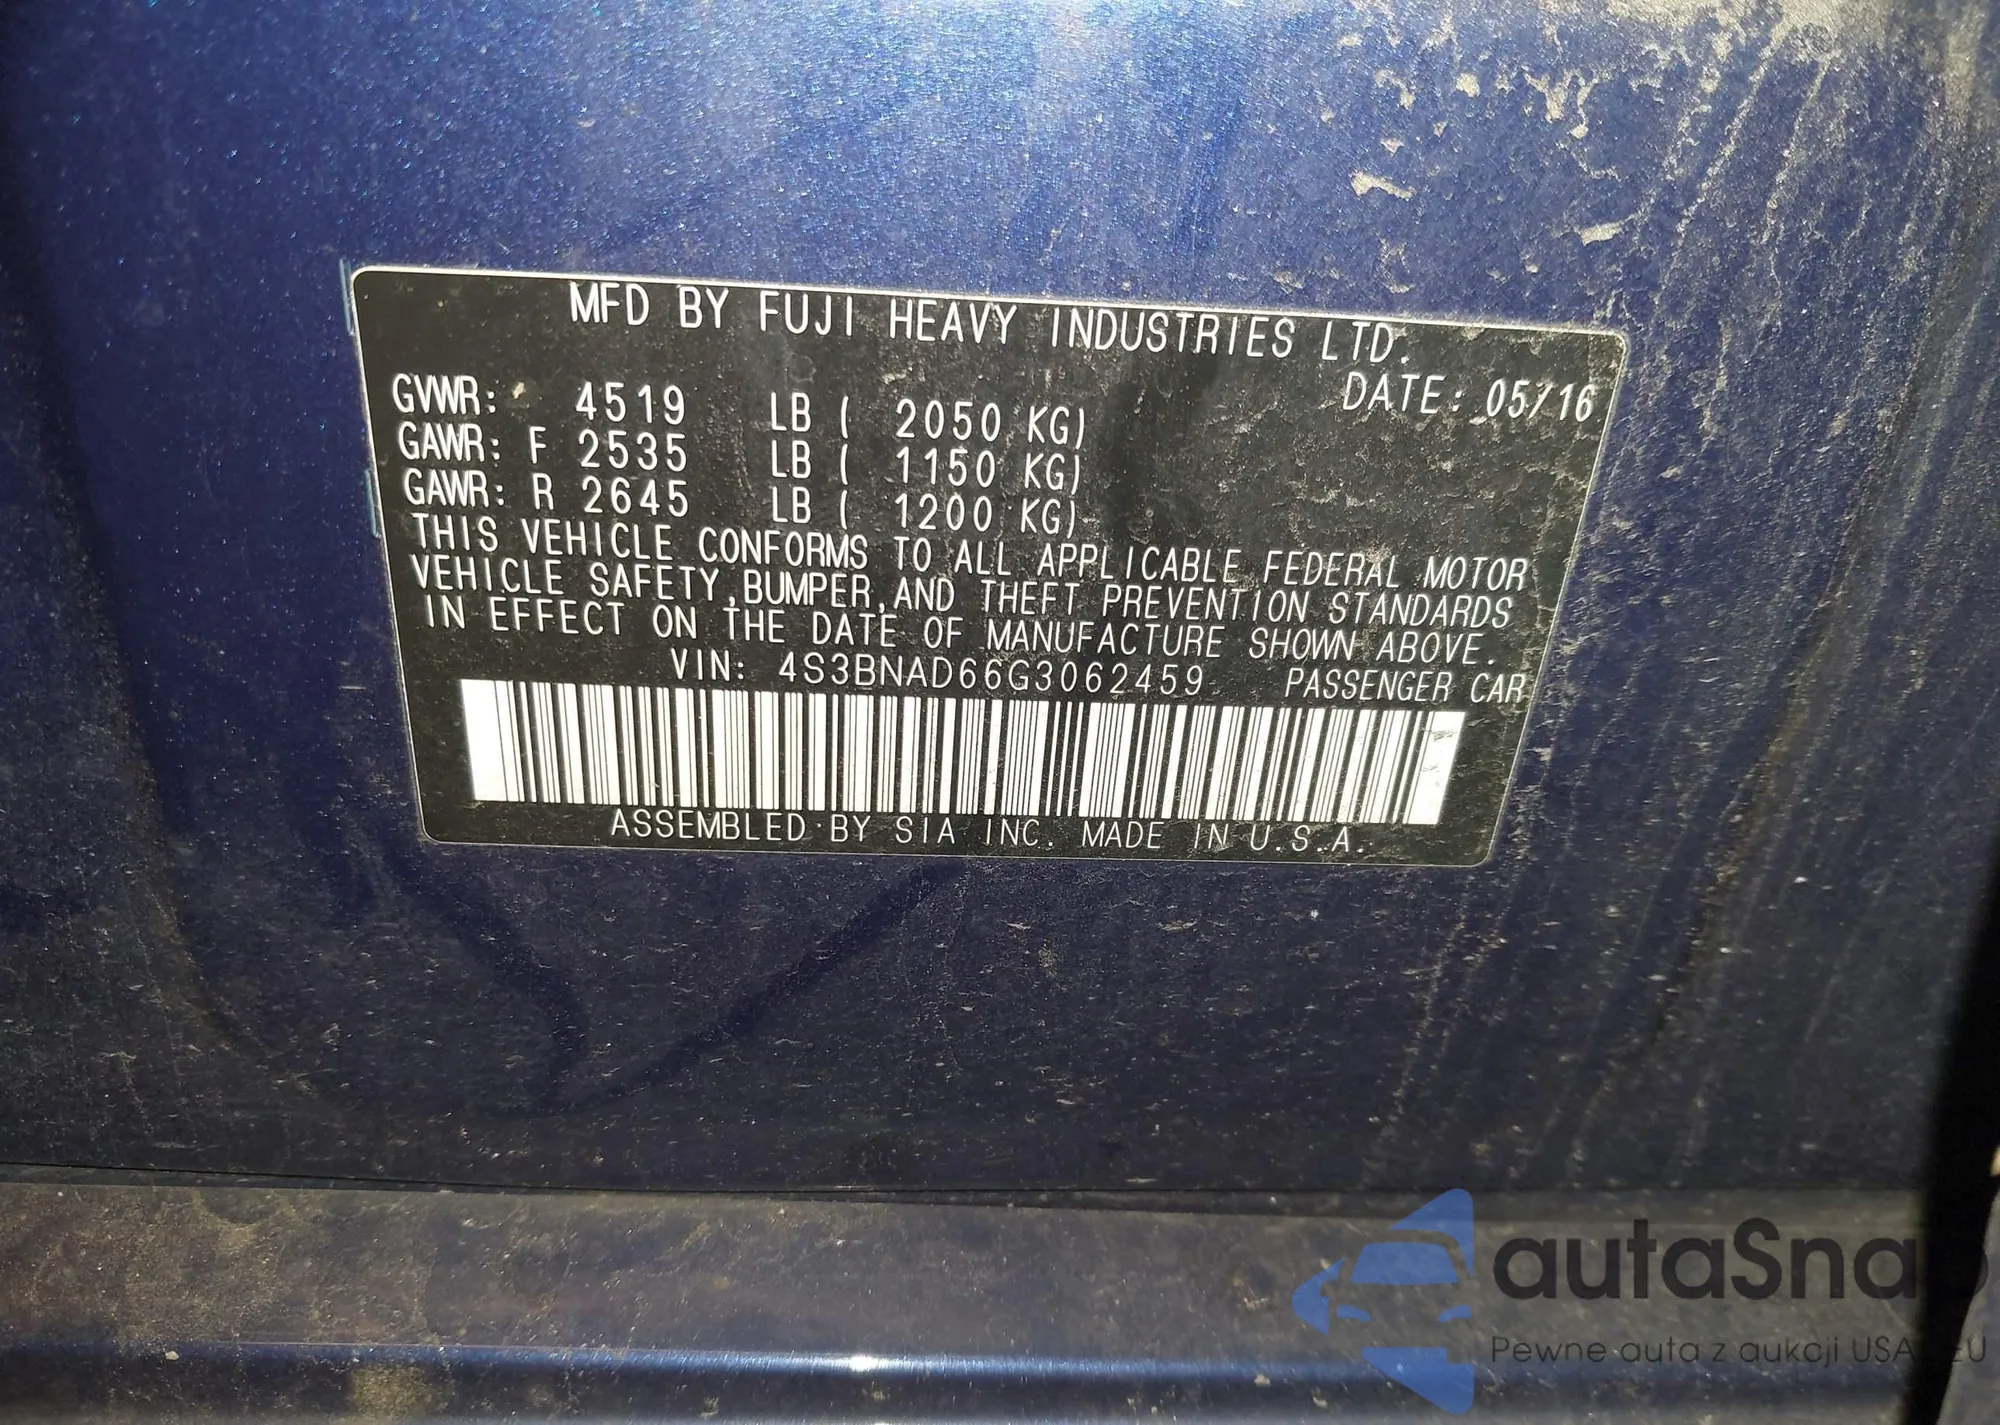 MFD BY FUJI HEAVY INDUSTRIES LTD.
DATE: 05/16
GVWR: 4519 LB ( 2050 KG)
GAWR: F 2535 LB ( 1150 KG)
GAWR: R 2645 LB ( 1200 KG)
THIS VEHICLE CONFORMS TO ALL APPLICABLE FEDERAL MOTOR
VEHICLE SAFETY,BUMPER,AND THEFT PREVENTION STANDARDS
IN EFFECT ON THE DATE OF MANUFACTURE SHOWN ABOVE.
VIN: 4S3BNAD66G3062459 PASSENGER CAR
ASSEMBLED BY SIA INC. MADE IN U.S.A.
autaSnap
Pewne auta z aukcji USA EU